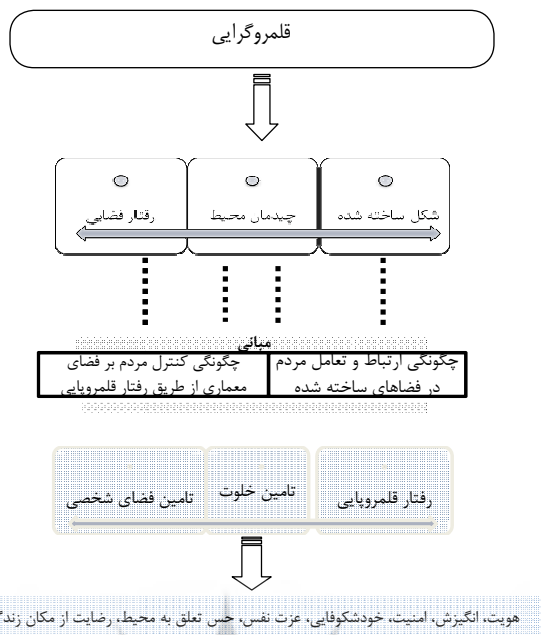 قلمروگرایی
شکل ساخته شده
چیدمان محیط
رفتار فضایی
مبانی
چگونگی ارتباط و تعامل مردم
در فضاهای ساخته شده
چگونگی کنترل مردم بر فضای
معماری از طریق رفتار قلمروپایی
رفتار قلمروپایی
تامین خلوت
تامین فضای شخصی
هویت، انگیزش، امنیت، خودشکوفایی، عزت نفس، حس تعلق به محیط، رضایت از مکان